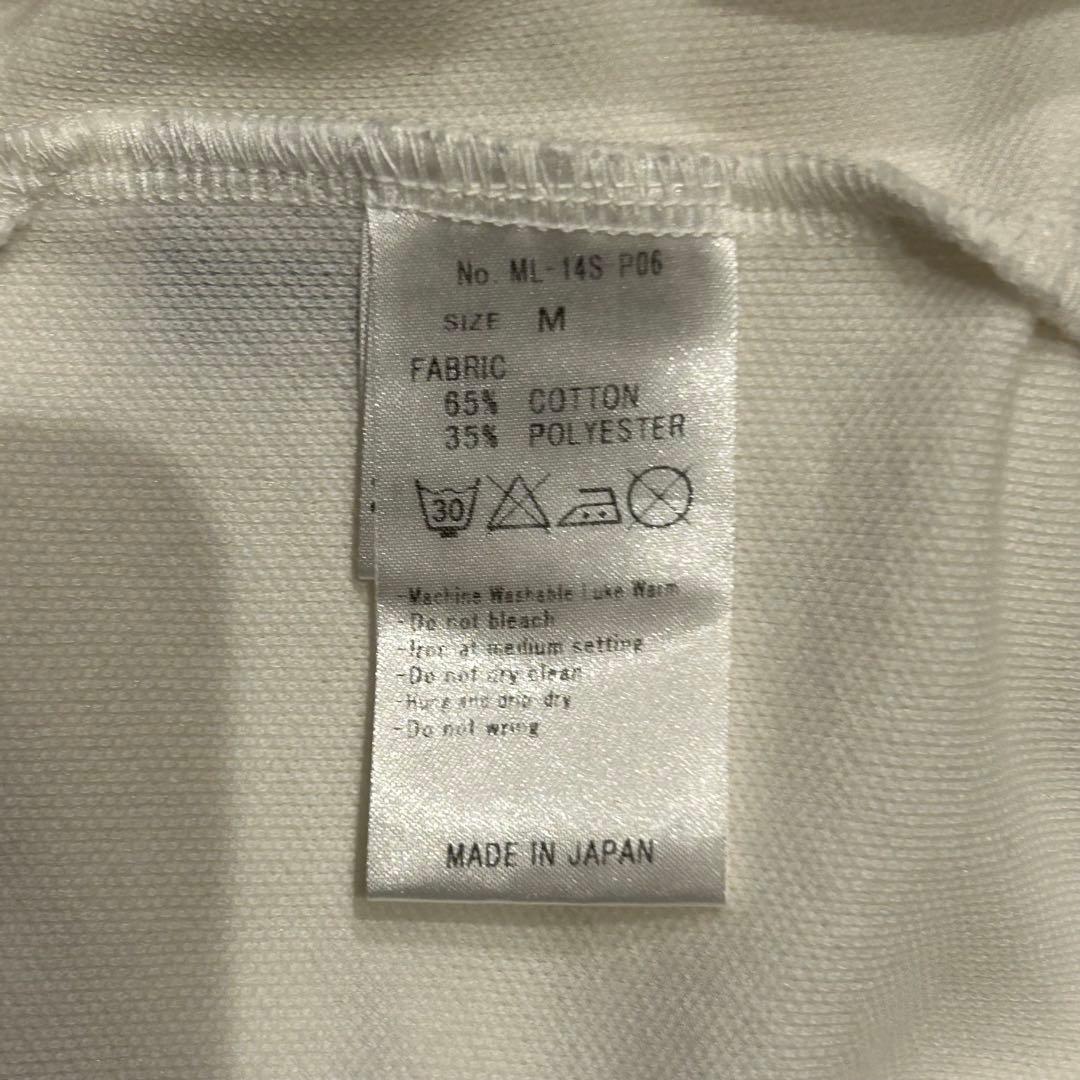 No. ML-14S P06
SIZE M
FABRIC
65% COTTON
35% POLYESTER
30
-Machine Washable Luke Warm
-Do not bleach
-Iron at medium setting
-Do not dry clean
-Hung and drip dry
-Do not wring
MADE IN JAPAN